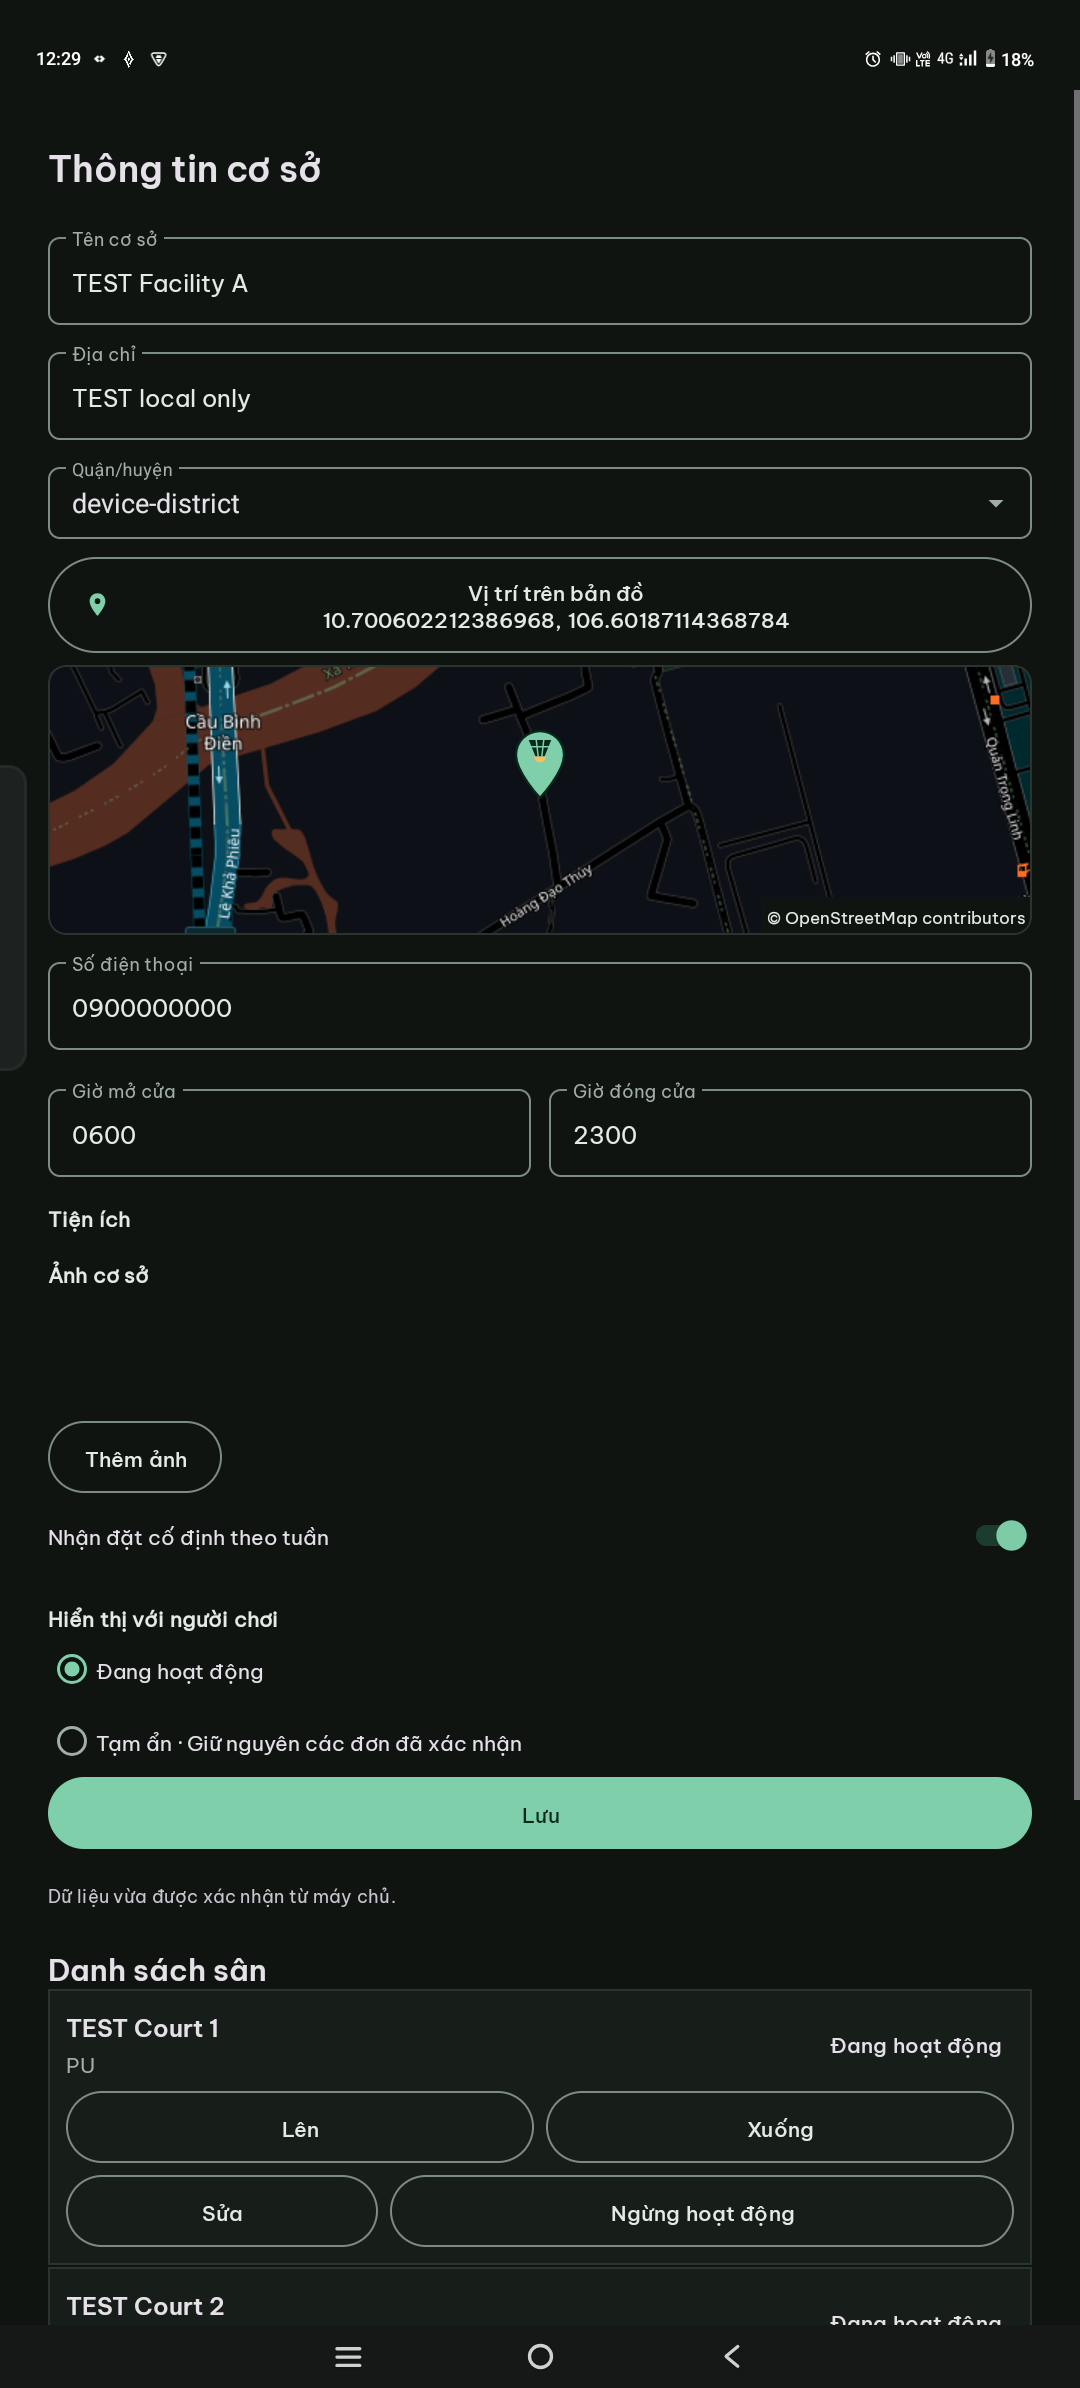 12:29
VoD
LTE
4G
18%
Thông tin cơ sở
Tên cơ sở
TEST Facility A
Địa chỉ
TEST local only
Quận/huyện
device-district
Vị trí trên bản đồ
10.700602212386968, 106.60187114368784
Cầu Bình
Điền
Lê Khả Phiêu
Hoàng Đạo Thúy
Quản Trọng Linh
© OpenStreetMap contributors
Số điện thoại
0900000000
Giờ mở cửa
0600
Giờ đóng cửa
2300
Tiện ích
Ảnh cơ sở
Thêm ảnh
Nhận đặt cố định theo tuần
Hiển thị với người chơi
Đang hoạt động
Tạm ẩn · Giữ nguyên các đơn đã xác nhận
Lưu
Dữ liệu vừa được xác nhận từ máy chủ.
Danh sách sân
TEST Court 1
PU
Đang hoạt động
Lên
Xuống
Sửa
Ngừng hoạt động
TEST Court 2
Đang hoạt động